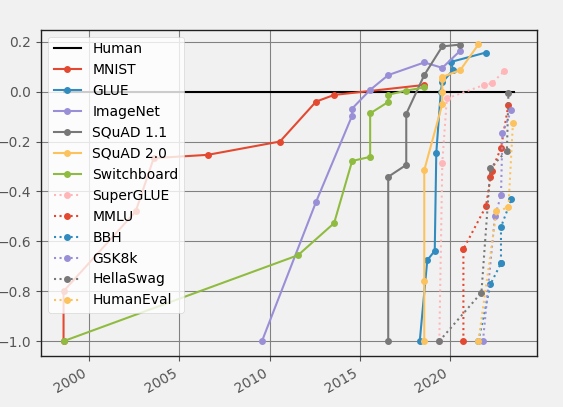 0.2
0.0
−0.2
−0.4
−0.6
−0.8
−1.0
Human
MNIST
GLUE
ImageNet
SQuAD 1.1
SQuAD 2.0
Switchboard
SuperGLUE
MMLU
BBH
GSK8k
HellaSwag
HumanEval
2000
2005
2010
2015
2020